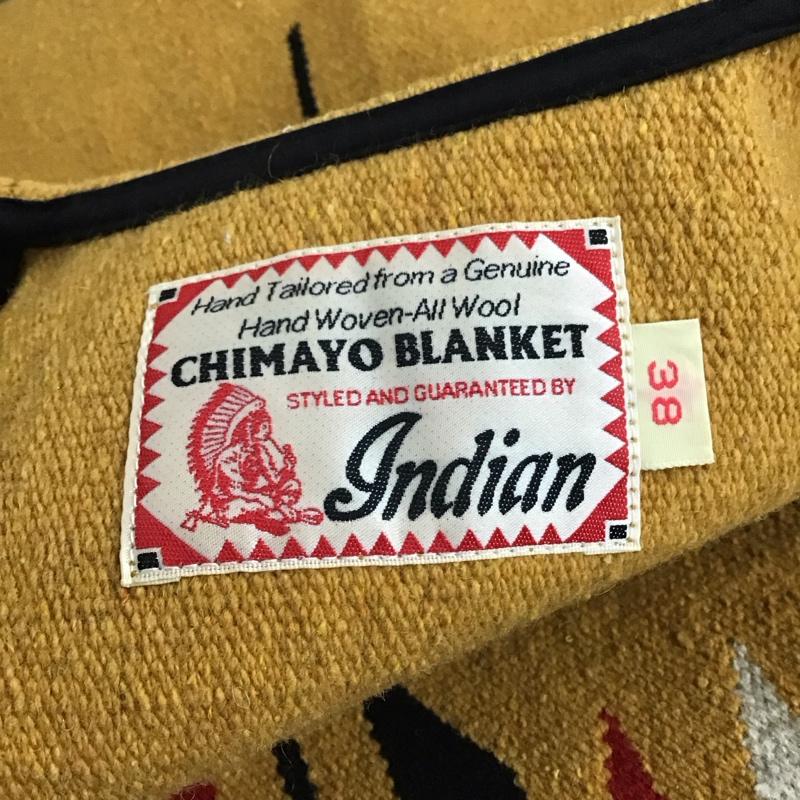 Hand Tailored from a Genuine
Hand Woven-All Wool
CHIMAYO BLANKET
STYLED AND GUARANTEED BY
Indian
38